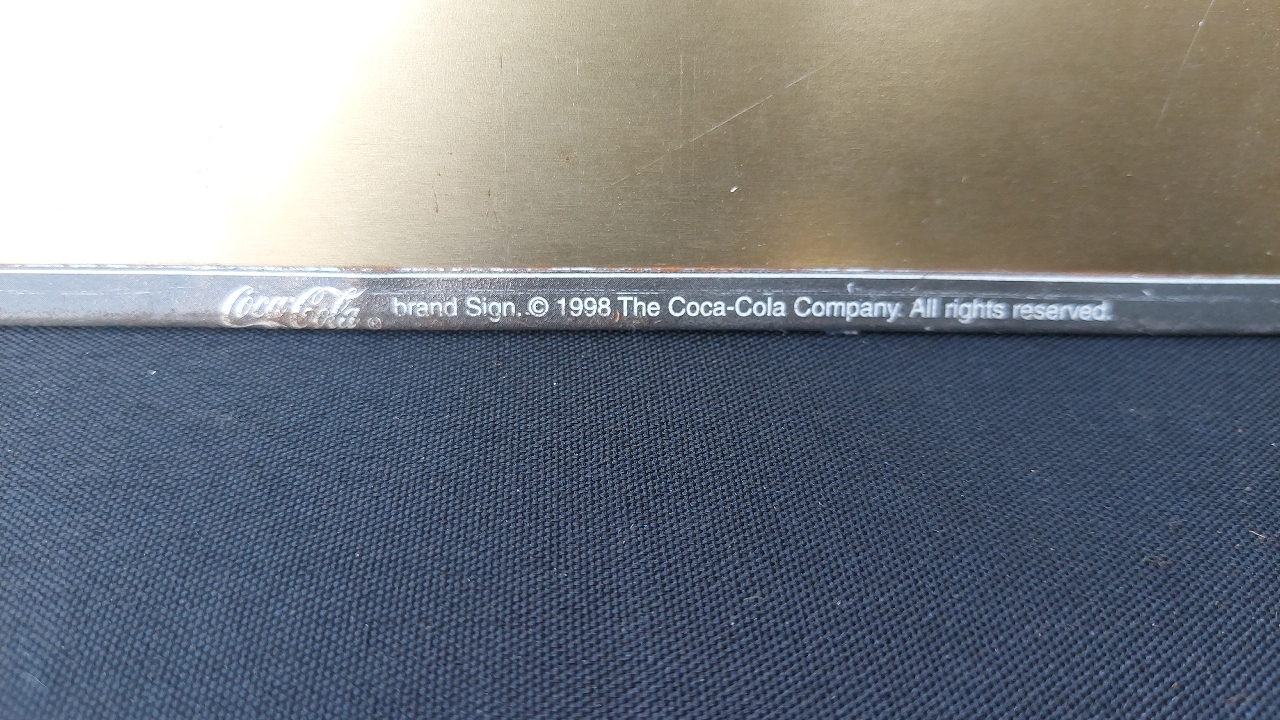 Coca-Cola ® brand Sign. © 1998 The Coca-Cola Company. All rights reserved.